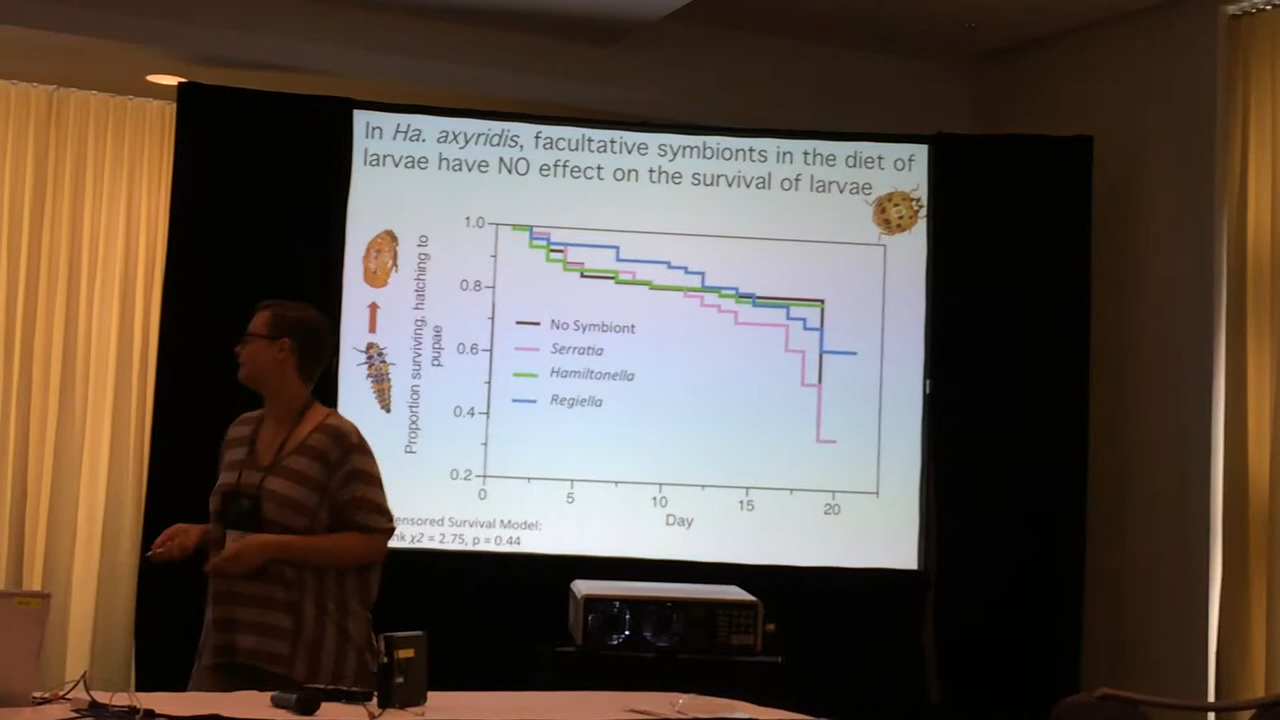 In Ha. axyridis, facultative symbionts in the diet of
larvae have NO effect on the survival of larvae
Proportion surviving, hatching to
pupae
1.0
0.8
0.6
0.4
0.2
No Symbiont
Serratia
Hamiltonella
Regiella
0
5
10
15
20
Day
ensored Survival Model:
nk χ2 = 2.75, p = 0.44